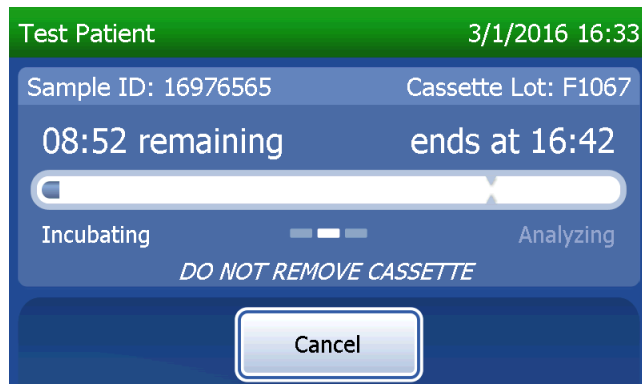 Test Patient 3/1/2016 16:33
Sample ID: 16976565 Cassette Lot: F1067
08:52 remaining ends at 16:42
Incubating Analyzing
DO NOT REMOVE CASSETTE
Cancel